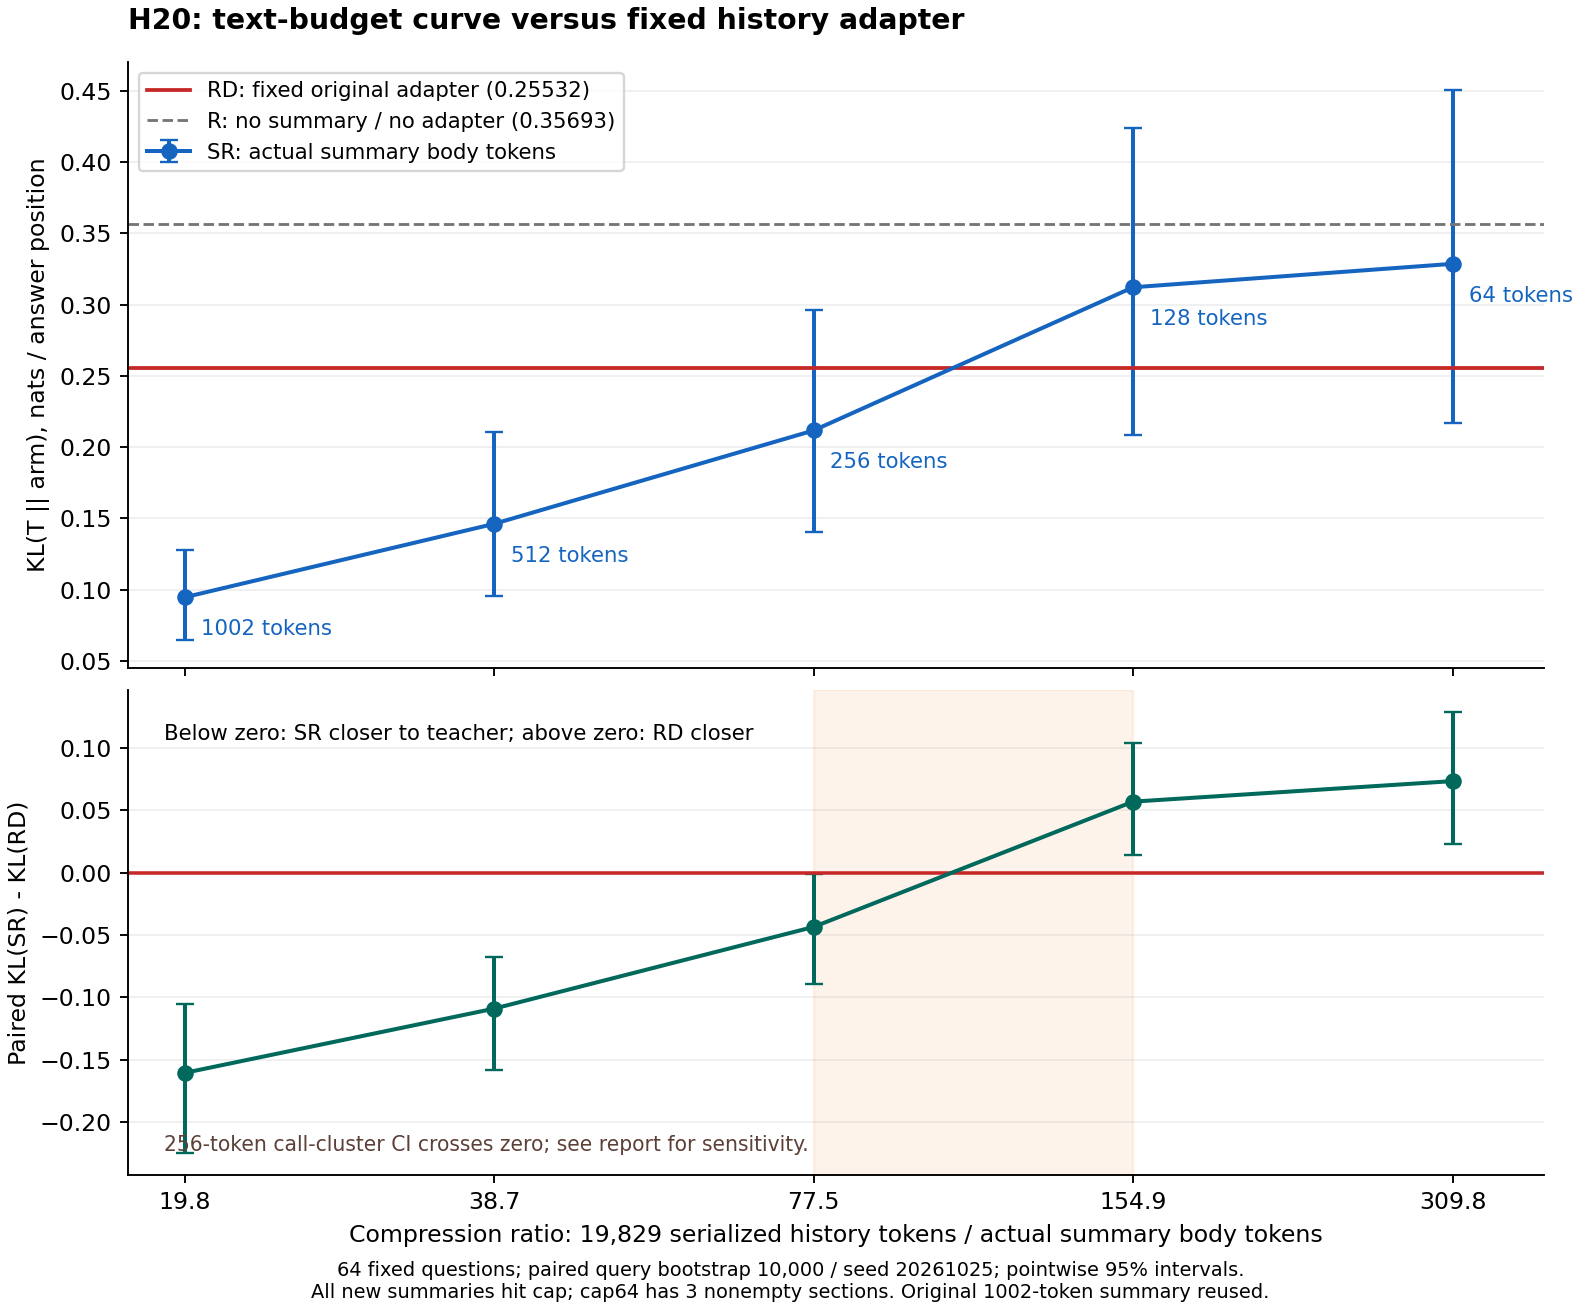 H20: text-budget curve versus fixed history adapter
RD: fixed original adapter (0.25532)
R: no summary / no adapter (0.35693)
SR: actual summary body tokens
KL(T || arm), nats / answer position
0.45
0.40
0.35
0.30
0.25
0.20
0.15
0.10
0.05
1002 tokens
512 tokens
256 tokens
128 tokens
64 tokens
Below zero: SR closer to teacher; above zero: RD closer
Paired KL(SR) - KL(RD)
0.10
0.05
0.00
−0.05
−0.10
−0.15
−0.20
256-token call-cluster CI crosses zero; see report for sensitivity.
19.8
38.7
77.5
154.9
309.8
Compression ratio: 19,829 serialized history tokens / actual summary body tokens
64 fixed questions; paired query bootstrap 10,000 / seed 20261025; pointwise 95% intervals.
All new summaries hit cap; cap64 has 3 nonempty sections. Original 1002-token summary reused.